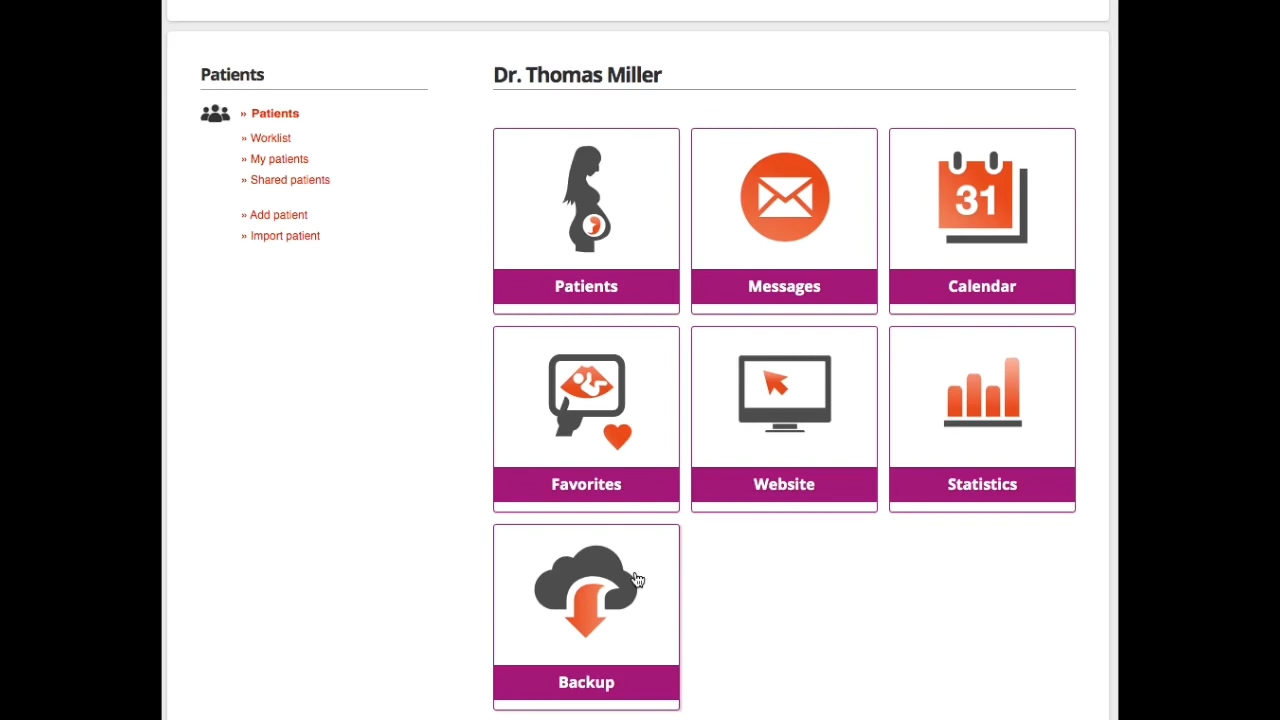 Patients
» Patients
» Worklist
» My patients
» Shared patients
» Add patient
» Import patient
Dr. Thomas Miller
31
Patients
Messages
Calendar
Favorites
Website
Statistics
Backup